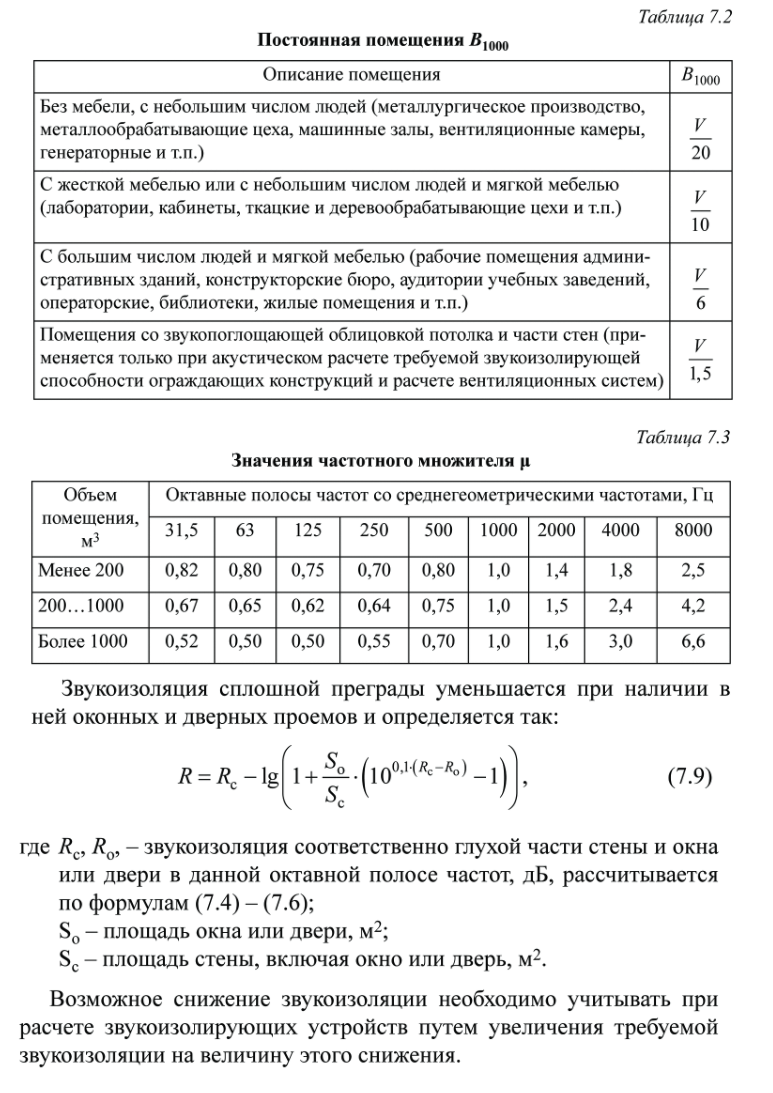 Таблица 7.2
Постоянная помещения B1000
Описание помещения B1000
Без мебели, с небольшим числом людей (металлургическое производство,
металлообрабатывающие цеха, машинные залы, вентиляционные камеры,
генераторные и т.п.)
V/20
С жесткой мебелью или с небольшим числом людей и мягкой мебелью
(лаборатории, кабинеты, ткацкие и деревообрабатывающие цехи и т.п.)
V/10
С большим числом людей и мягкой мебелью (рабочие помещения админи-
стративных зданий, конструкторские бюро, аудитории учебных заведений,
операторские, библиотеки, жилые помещения и т.п.)
V/6
Помещения со звукопоглощающей облицовкой потолка и части стен (при-
меняется только при акустическом расчете требуемой звукоизолирующей
способности ограждающих конструкций и расчете вентиляционных систем)
V/1,5
Таблица 7.3
Значения частотного множителя μ
Объем
помещения,
м3
Октавные полосы частот со среднегеометрическими частотами, Гц
31,5 63 125 250 500 1000 2000 4000 8000
Менее 200 0,82 0,80 0,75 0,70 0,80 1,0 1,4 1,8 2,5
200…1000 0,67 0,65 0,62 0,64 0,75 1,0 1,5 2,4 4,2
Более 1000 0,52 0,50 0,50 0,55 0,70 1,0 1,6 3,0 6,6
Звукоизоляция сплошной преграды уменьшается при наличии в
ней оконных и дверных проемов и определяется так:
R = Rс − lg(1 + Sо/Sс · (10^0,1·(Rс−Rо) − 1)), (7.9)
где Rс, Rо, – звукоизоляция соответственно глухой части стены и окна
или двери в данной октавной полосе частот, дБ, рассчитывается
по формулам (7.4) – (7.6);
Sо – площадь окна или двери, м2;
Sс – площадь стены, включая окно или дверь, м2.
Возможное снижение звукоизоляции необходимо учитывать при
расчете звукоизолирующих устройств путем увеличения требуемой
звукоизоляции на величину этого снижения.